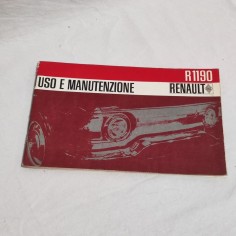 R1190
USO E MANUTENZIONE RENAULT